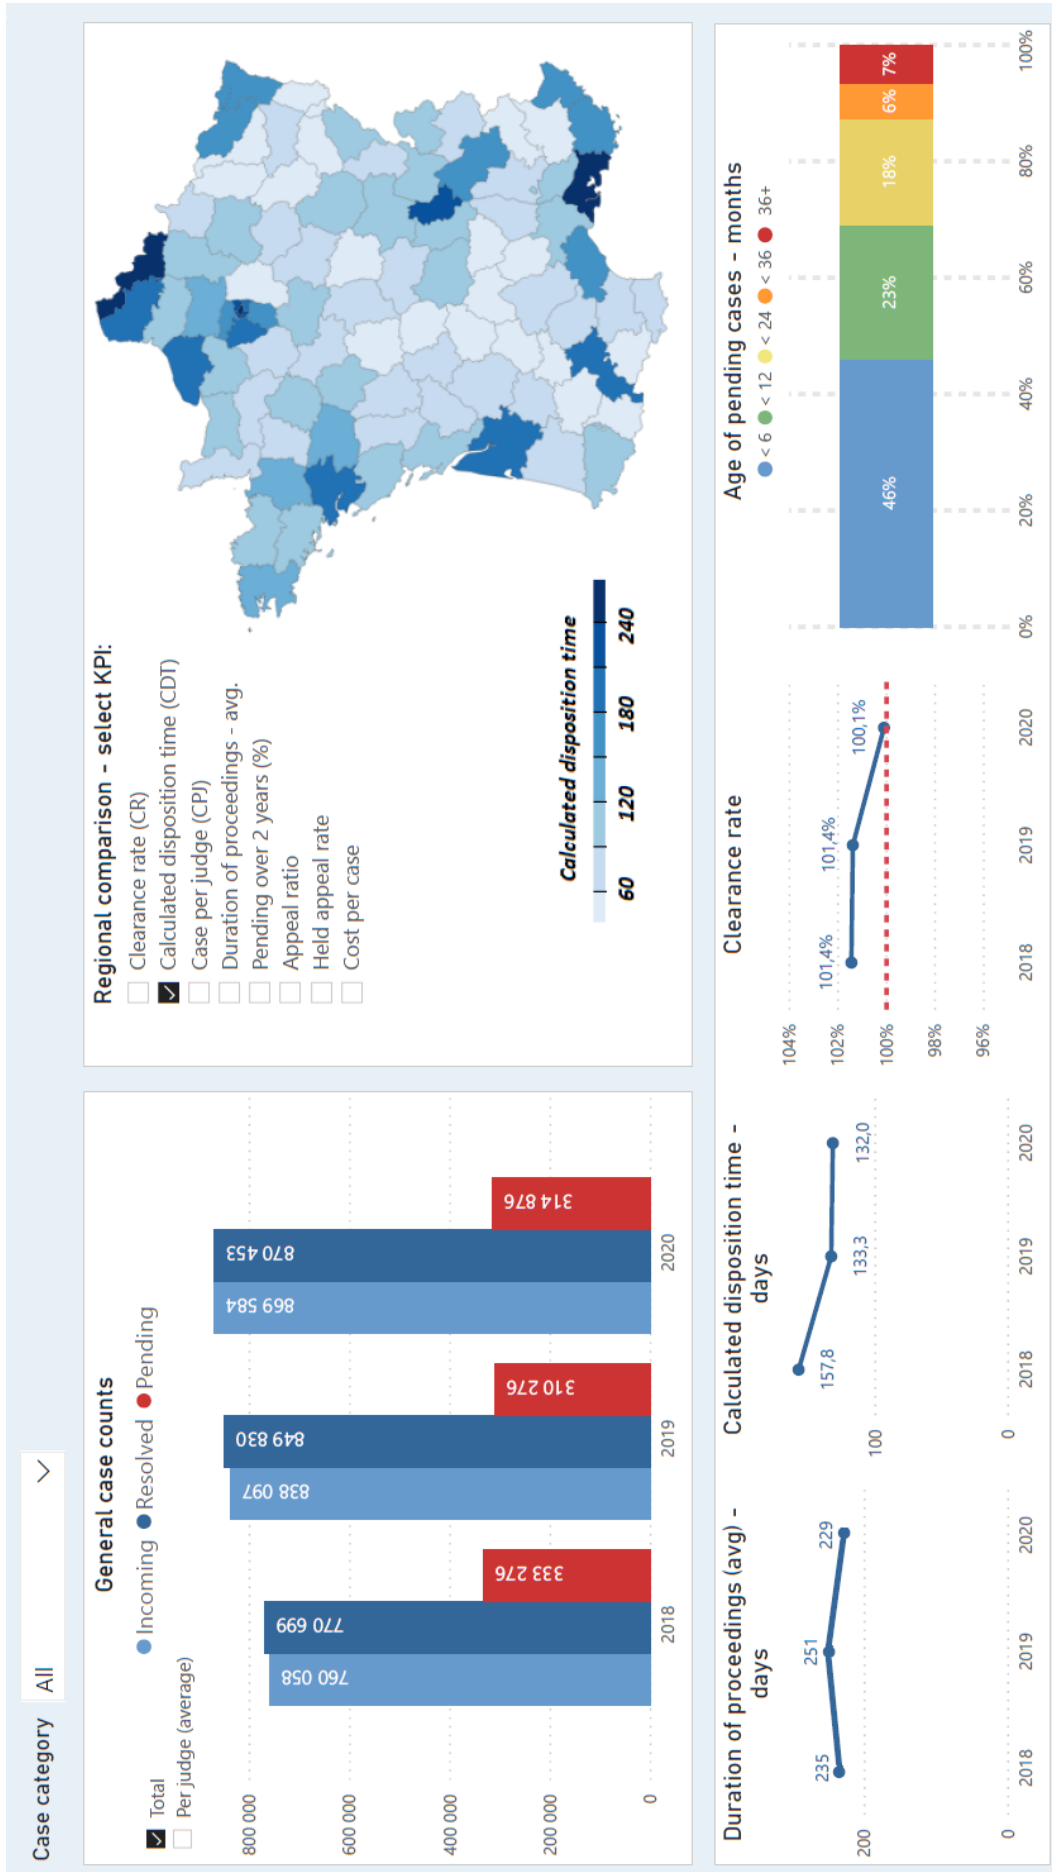 Case category All
General case counts
Incoming Resolved Pending
Total
Per judge (average)
800 000
600 000
400 000
200 000
0
760 058
770 699
333 276
838 097
849 830
310 276
869 584
870 453
314 876
2018
2019
2020
Regional comparison - select KPI:
Clearance rate (CR)
Calculated disposition time (CDT)
Case per judge (CPJ)
Duration of proceedings - avg.
Pending over 2 years (%)
Appeal ratio
Held appeal rate
Cost per case
Calculated disposition time
60 120 180 240
Duration of proceedings (avg) -
days
200
0
235
251
229
2018 2019 2020
Calculated disposition time -
days
100
0
157,8
133,3
132,0
2018 2019 2020
Clearance rate
104%
102%
100%
98%
96%
101,4%
101,4%
100,1%
2018 2019 2020
Age of pending cases - months
< 6 < 12 < 24 < 36 36+
46% 23% 18% 6% 7%
0% 20% 40% 60% 80% 100%